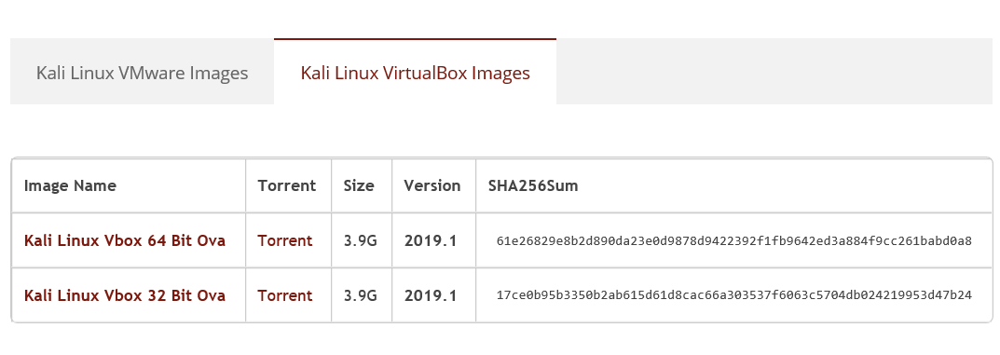 Kali Linux VMware Images Kali Linux VirtualBox Images
Image Name Torrent Size Version SHA256Sum
Kali Linux Vbox 64 Bit Ova Torrent 3.9G 2019.1 61e26829e8b2d890da23e0d9878d9422392f1fb9642ed3a884f9cc261babd0a8
Kali Linux Vbox 32 Bit Ova Torrent 3.9G 2019.1 17ce0b95b3350b2ab615d61d8cac66a303537f6063c5704db024219953d47b24